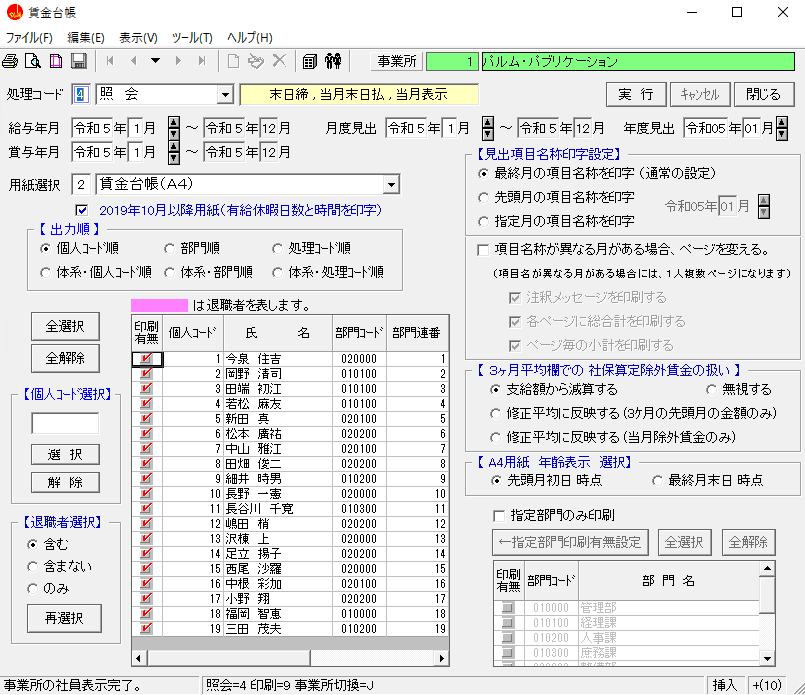 賃金台帳
ファイル(F) 編集(E) 表示(V) ツール(T) ヘルプ(H)
事業所 1 パルム・パブリケーション
処理コード 4 照 会 末日締 , 当月末日払 , 当月表示 実 行 キャンセル 閉じる
給与年月 令和 5 年 1 月 ～ 令和 5 年 12 月 月度見出 令和 5 年 1 月 ～ 令和 5 年 12 月 年度見出 令和05年 01 月
賞与年月 令和 5 年 1 月 ～ 令和 5 年 12 月
用紙選択 2 賃金台帳(A4)
2019年10月以降用紙(有給休暇日数と時間を印字)
【 出力順 】
個人コード順 部門コード順 処理コード順
体系・個人コード順 体系・部門順 体系・処理コード順
は退職者を表します。
全選択
全解除
【個人コード選択】
選 択
解 除
【退職者選択】
含む
含まない
のみ
再選択
印刷有無 個人コード 氏 名 部門コード 部門連番
1 今泉 住吉 020000 1
2 岡野 清司 010100 2
3 田端 初江 010100 3
4 若松 麻友 010100 4
5 新田 真 020100 5
6 松本 廣祐 020200 6
7 中山 雅江 020100 7
8 田畑 俊二 020200 8
9 細井 時男 010200 9
10 長野 一憲 020000 10
11 長谷川 千寛 010300 11
12 嶋田 梢 020200 12
13 沢棟 上 020000 13
14 足立 揚子 020200 14
15 西尾 沙羅 020000 15
16 中根 彩加 020100 16
17 小野 翔 020200 17
18 福岡 智恵 010000 18
19 三田 茂夫 010200 19
【見出項目名称印字設定】
最終月の項目名称を印字 (通常の設定)
先頭月の項目名称を印字
指定月の項目名称を印字 令和05年 01 月
項目名称が異なる月がある場合、ページを変える。
(項目名が異なる月がある場合には、1人複数ページになります)
注釈メッセージを印刷する
各ページに総合計を印刷する
ページ毎の小計を印刷する
【 3ヶ月平均欄での 社保算定除外賃金の扱い 】
支給額から減算する 無視する
修正平均に反映する (3ケ月の先頭月の金額のみ)
修正平均に反映する (当月除外賃金のみ)
【 A4用紙 年齢表示 選択】
先頭月初日 時点 最終月末日 時点
指定部門のみ印刷
←指定部門印刷有無設定 全選択 全解除
印刷有無 部門コード 部 門 名
010000 管理部
010100 経理課
010200 人事課
010300 庶務課
事業所の社員表示完了。 照会=4 印刷=9 事業所切換=J 挿入 +(10)